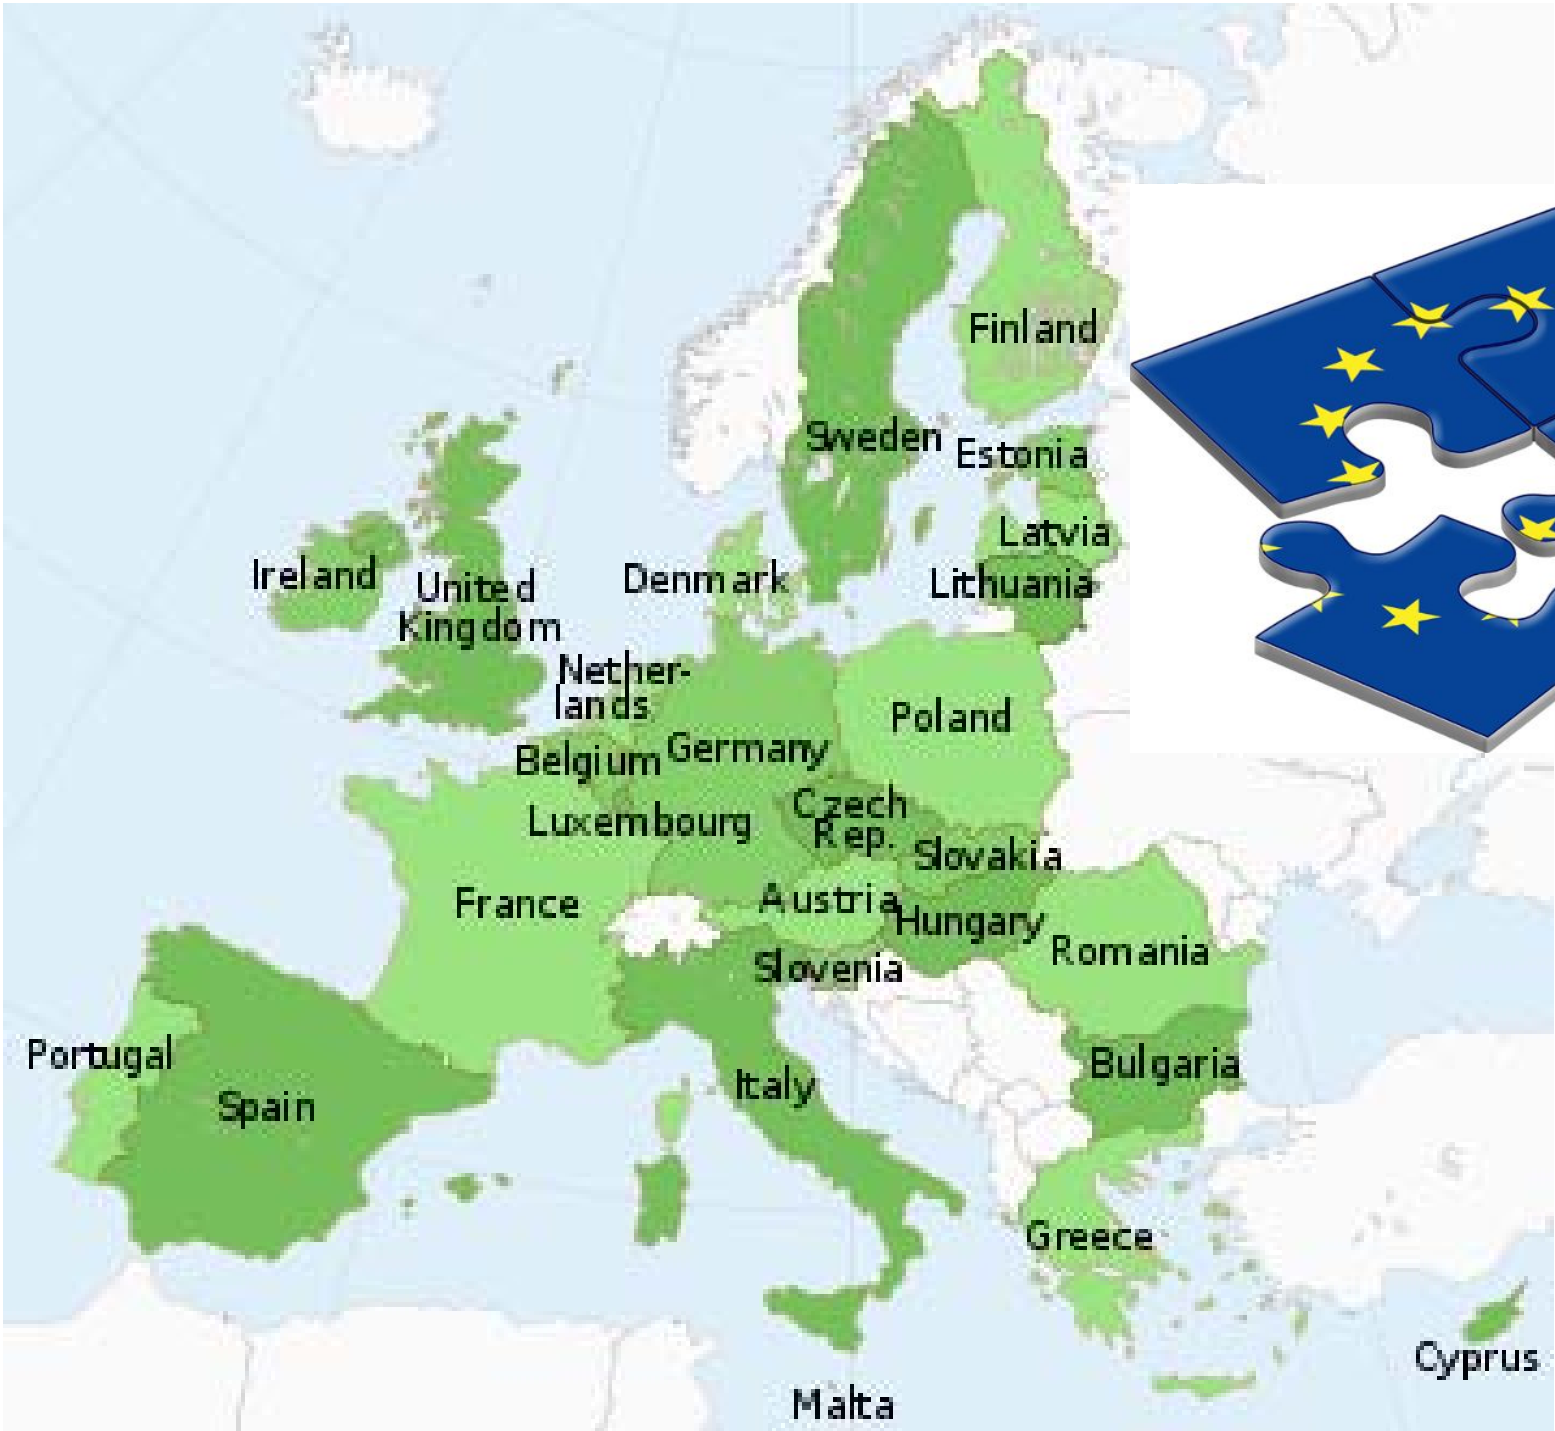 Finland
Sweden
Estonia
Latvia
Lithuania
Denmark
Ireland
United
Kingdom
Nether-
lands
Belgium
Germany
Poland
Luxembourg
Czech
Rep.
Slovakia
France
Austria
Hungary
Slovenia
Romania
Portugal
Spain
Italy
Bulgaria
Greece
Cyprus
Malta